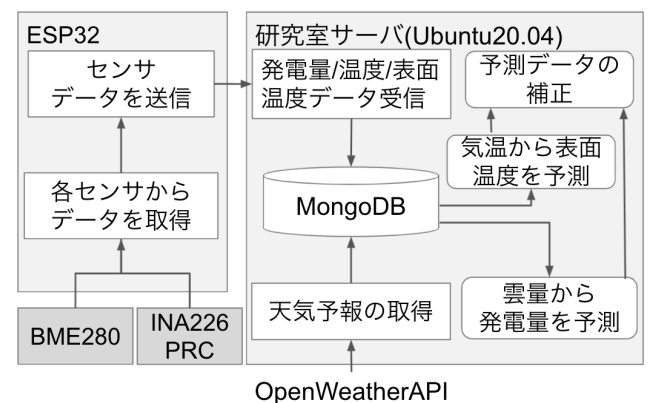 ESP32
センサ
データを送信
各センサから
データを取得
BME280
INA226
PRC
研究室サーバ(Ubuntu20.04)
発電量/温度/表面
温度データ受信
予測データの
補正
気温から表面
温度を予測
MongoDB
天気予報の取得
雲量から
発電量を予測
OpenWeatherAPI